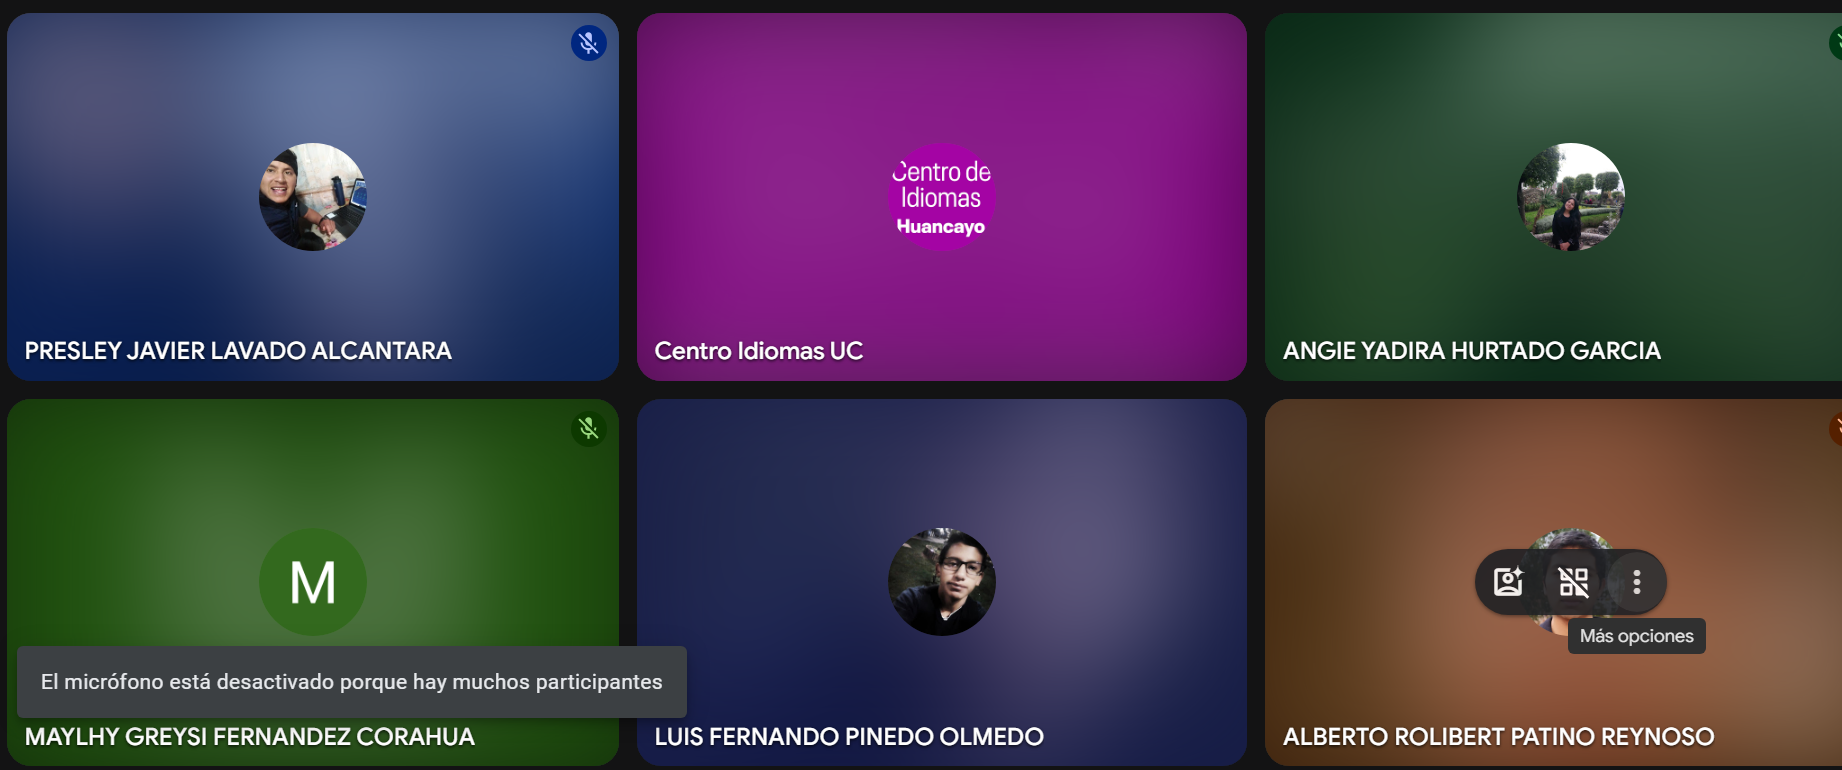 PRESLEY JAVIER LAVADO ALCANTARA
Centro de
Idiomas
Huancayo
Centro Idiomas UC
ANGIE YADIRA HURTADO GARCIA
M
El micrófono está desactivado porque hay muchos participantes
MAYLHY GREYSI FERNANDEZ CORAHUA
LUIS FERNANDO PINEDO OLMEDO
Más opciones
ALBERTO ROLIBERT PATINO REYNOSO